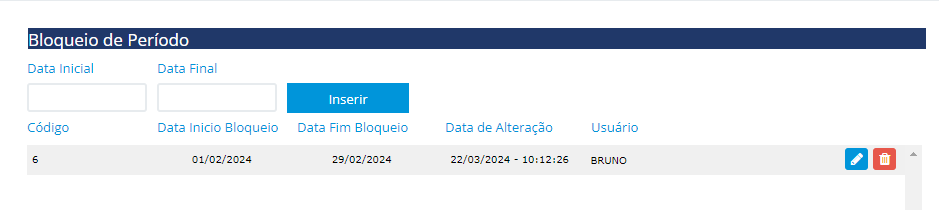 Bloqueio de Período
Data Inicial Data Final
Inserir
Código Data Inicio Bloqueio Data Fim Bloqueio Data de Alteração Usuário
6 01/02/2024 29/02/2024 22/03/2024 - 10:12:26 BRUNO